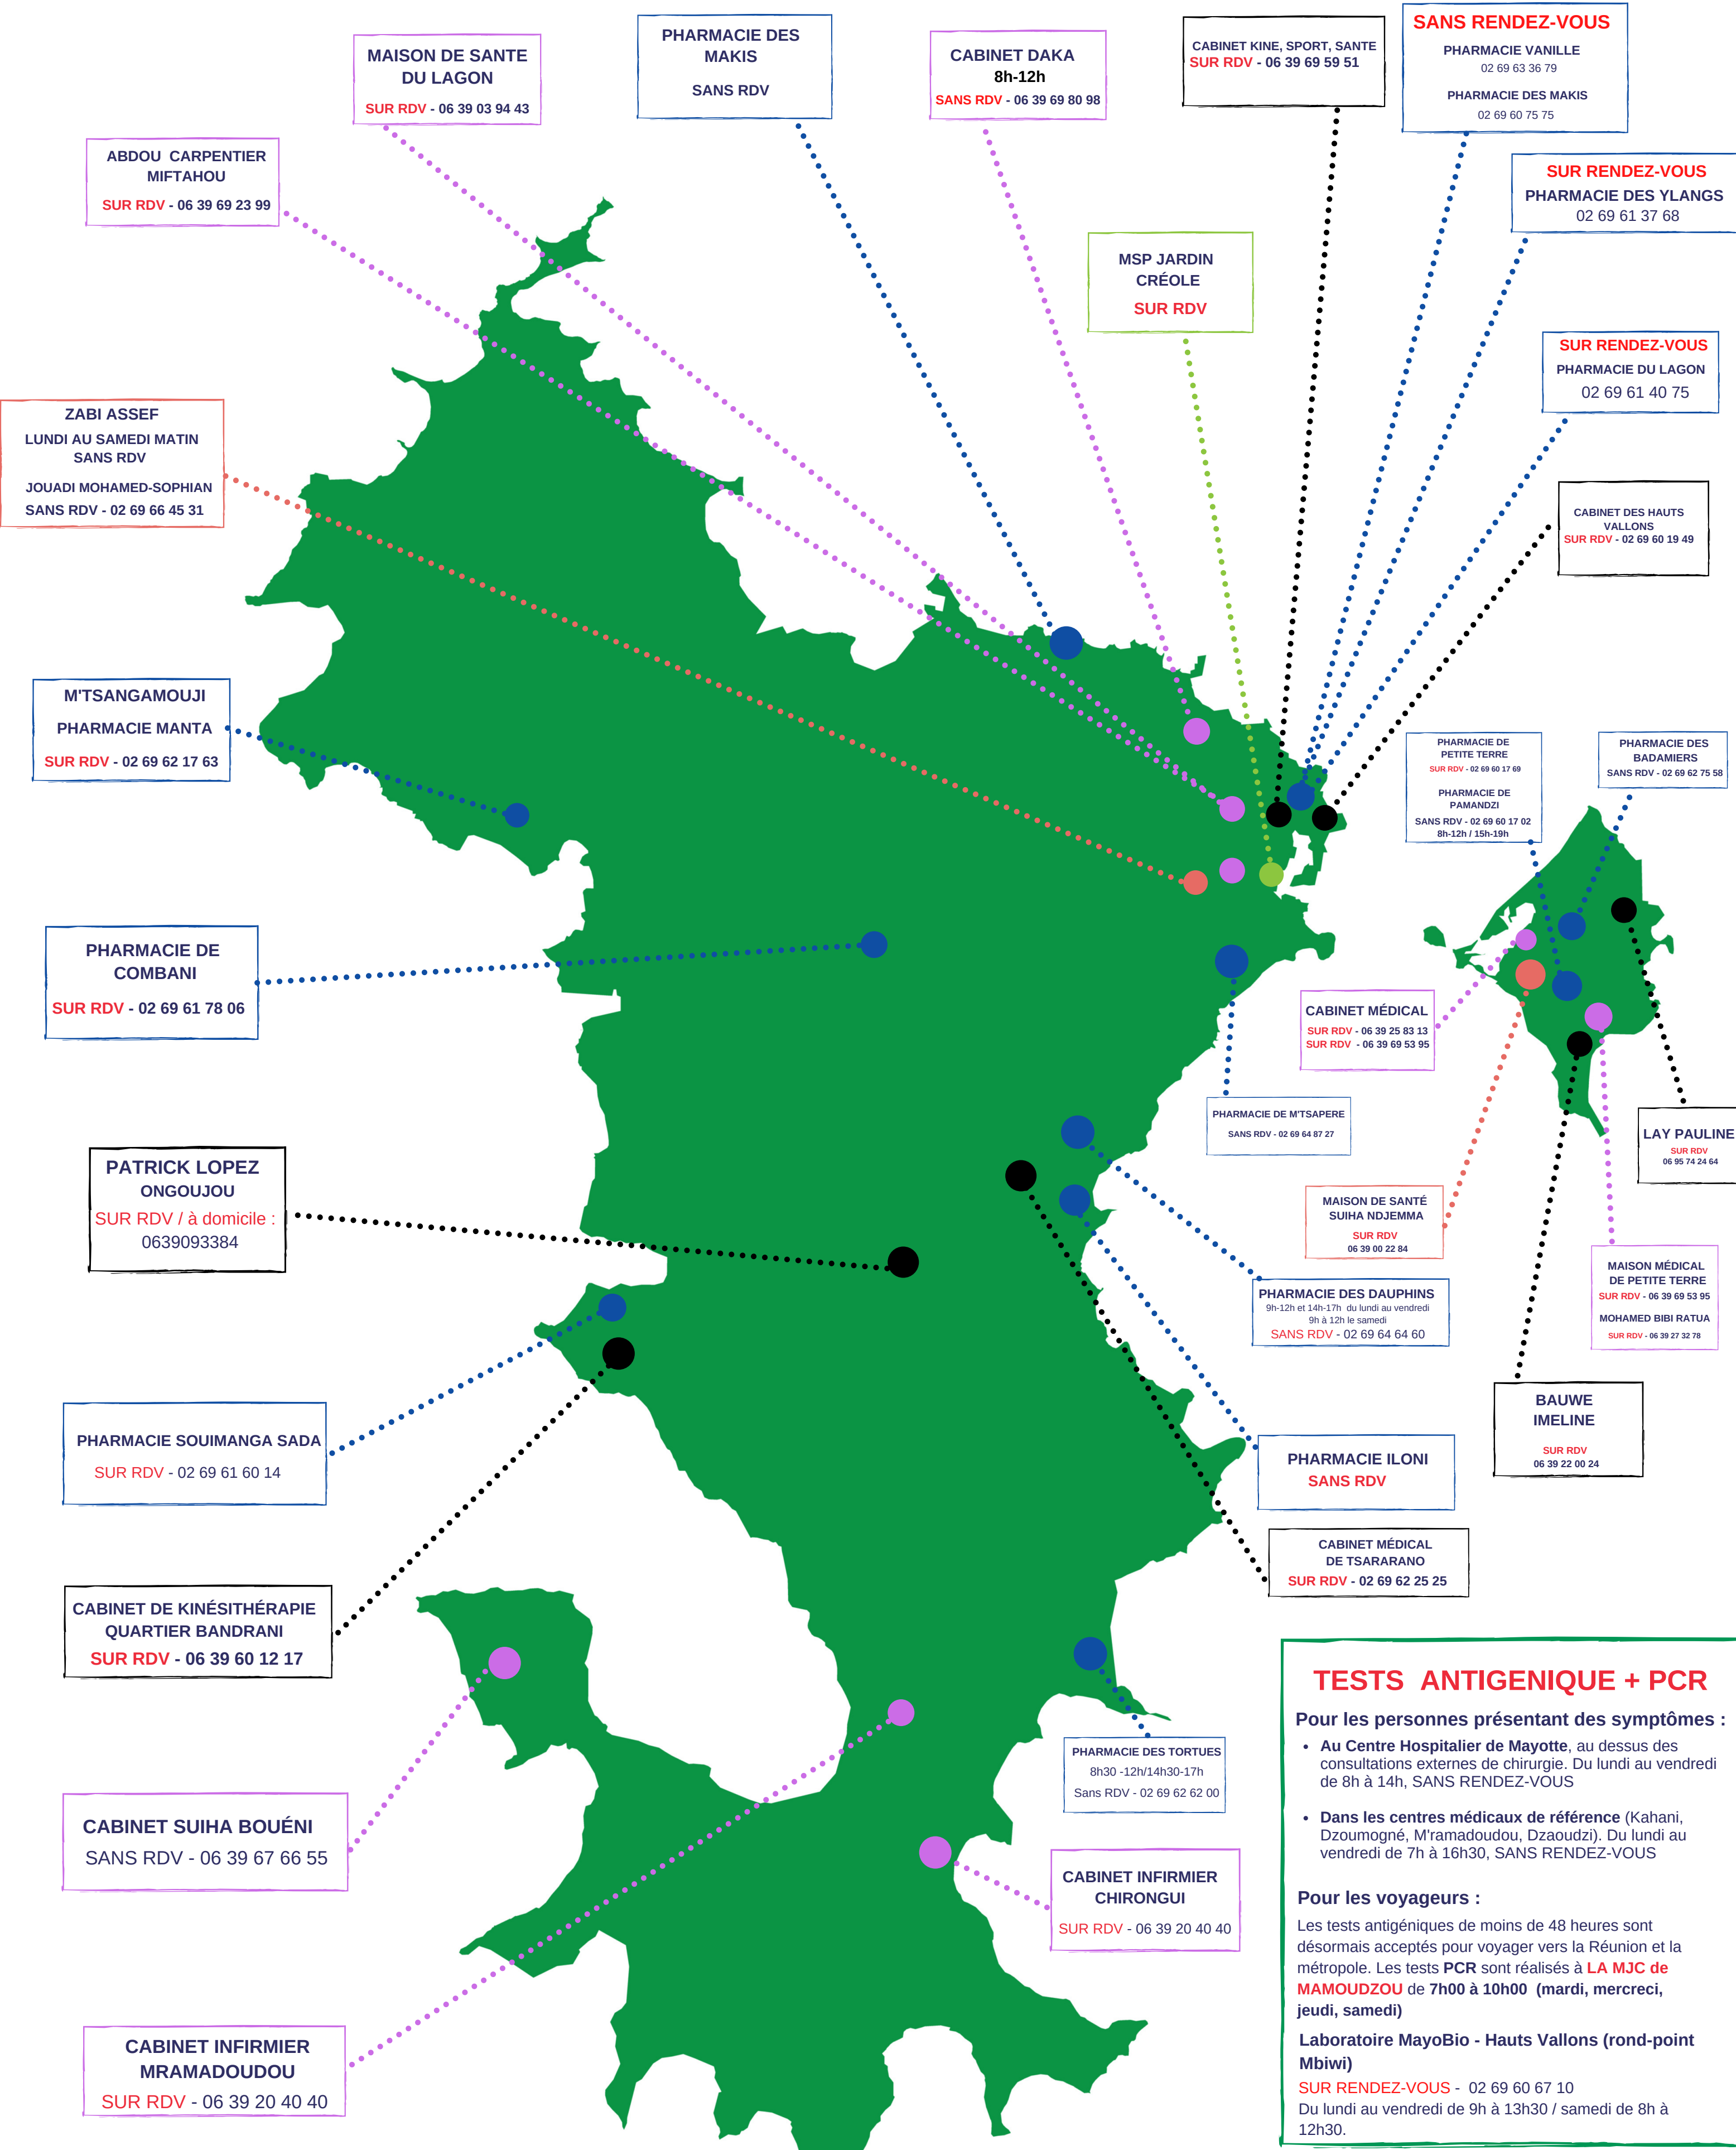 MAISON DE SANTE
DU LAGON
SUR RDV - 06 39 03 94 43
PHARMACIE DES
MAKIS
SANS RDV
CABINET DAKA
8h-12h
SANS RDV - 06 39 69 80 98
CABINET KINE, SPORT, SANTE
SUR RDV - 06 39 69 59 51
SANS RENDEZ-VOUS
PHARMACIE VANILLE
02 69 63 36 79
PHARMACIE DES MAKIS
02 69 60 75 75
ABDOU CARPENTIER
MIFTAHOU
SUR RDV - 06 39 69 23 99
SUR RENDEZ-VOUS
PHARMACIE DES YLANGS
02 69 61 37 68
MSP JARDIN
CRÉOLE
SUR RDV
SUR RENDEZ-VOUS
PHARMACIE DU LAGON
02 69 61 40 75
ZABI ASSEF
LUNDI AU SAMEDI MATIN
SANS RDV
JOUADI MOHAMED-SOPHIAN
SANS RDV - 02 69 66 45 31
CABINET DES HAUTS
VALLONS
SUR RDV - 02 69 60 19 49
M'TSANGAMOUJI
PHARMACIE MANTA
SUR RDV - 02 69 62 17 63
PHARMACIE DE
PETITE TERRE
SUR RDV - 02 69 60 17 69
PHARMACIE DE
PAMANDZI
SANS RDV - 02 69 60 17 02
8h-12h / 15h-19h
PHARMACIE DES
BADAMIERS
SANS RDV - 02 69 62 75 58
PHARMACIE DE
COMBANI
SUR RDV - 02 69 61 78 06
CABINET MÉDICAL
SUR RDV - 06 39 25 83 13
SUR RDV - 06 39 69 53 95
PHARMACIE DE M'TSAPERE
SANS RDV - 02 69 64 87 27
LAY PAULINE
SUR RDV
06 95 74 24 64
PATRICK LOPEZ
ONGOUJOU
SUR RDV / à domicile :
0639093384
MAISON DE SANTÉ
SUIHA NDJEMMA
SUR RDV
06 39 00 22 84
MAISON MÉDICAL
DE PETITE TERRE
SUR RDV - 06 39 69 53 95
MOHAMED BIBI RATUA
SUR RDV - 06 39 27 32 78
PHARMACIE DES DAUPHINS
9h-12h et 14h-17h du lundi au vendredi
9h à 12h le samedi
SANS RDV - 02 69 64 64 60
BAUWE
IMELINE
SUR RDV
06 39 22 00 24
PHARMACIE SOUIMANGA SADA
SUR RDV - 02 69 61 60 14
PHARMACIE ILONI
SANS RDV
CABINET MÉDICAL
DE TSARARANO
SUR RDV - 02 69 62 25 25
CABINET DE KINÉSITHÉRAPIE
QUARTIER BANDRANI
SUR RDV - 06 39 60 12 17
PHARMACIE DES TORTUES
8h30 -12h/14h30-17h
Sans RDV - 02 69 62 62 00
CABINET SUIHA BOUÉNI
SANS RDV - 06 39 67 66 55
CABINET INFIRMIER
CHIRONGUI
SUR RDV - 06 39 20 40 40
CABINET INFIRMIER
MRAMADOUDOU
SUR RDV - 06 39 20 40 40
TESTS ANTIGENIQUE + PCR
Pour les personnes présentant des symptômes :
• Au Centre Hospitalier de Mayotte, au dessus des
consultations externes de chirurgie. Du lundi au vendredi
de 8h à 14h, SANS RENDEZ-VOUS
• Dans les centres médicaux de référence (Kahani,
Dzoumogné, M'ramadoudou, Dzaoudzi). Du lundi au
vendredi de 7h à 16h30, SANS RENDEZ-VOUS
Pour les voyageurs :
Les tests antigéniques de moins de 48 heures sont
désormais acceptés pour voyager vers la Réunion et la
métropole. Les tests PCR sont réalisés à LA MJC de
MAMOUDZOU de 7h00 à 10h00 (mardi, mercreci,
jeudi, samedi)
Laboratoire MayoBio - Hauts Vallons (rond-point
Mbiwi)
SUR RENDEZ-VOUS - 02 69 60 67 10
Du lundi au vendredi de 9h à 13h30 / samedi de 8h à
12h30.